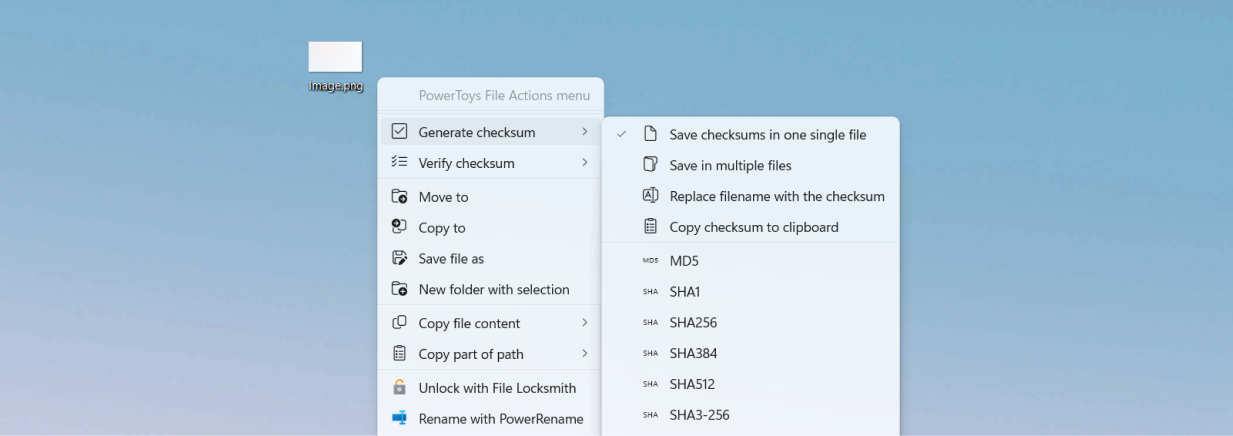 Image.png
PowerToys File Actions menu
Generate checksum
Verify checksum
Move to
Copy to
Save file as
New folder with selection
Copy file content
Copy part of path
Unlock with File Locksmith
Rename with PowerRename
Save checksums in one single file
Save in multiple files
Replace filename with the checksum
Copy checksum to clipboard
MD5 MD5
SHA SHA1
SHA SHA256
SHA SHA384
SHA SHA512
SHA SHA3-256